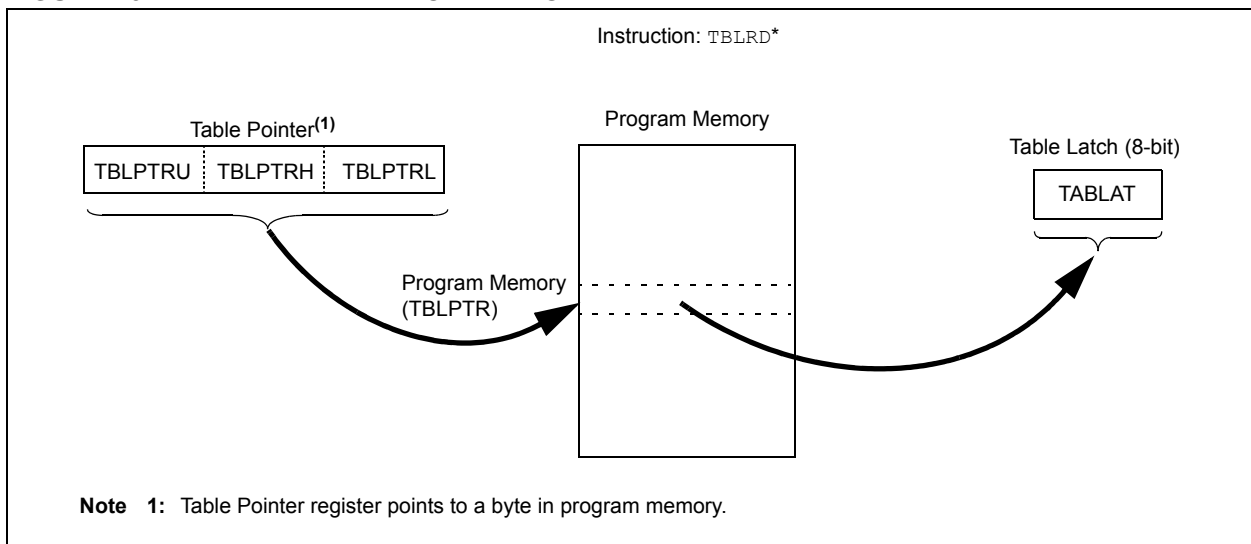 Instruction: TBLRD*
Table Pointer(1)
TBLPTRU TBLPTRH TBLPTRL
Program Memory
Table Latch (8-bit)
TABLAT
Program Memory
(TBLPTR)
Note 1: Table Pointer register points to a byte in program memory.